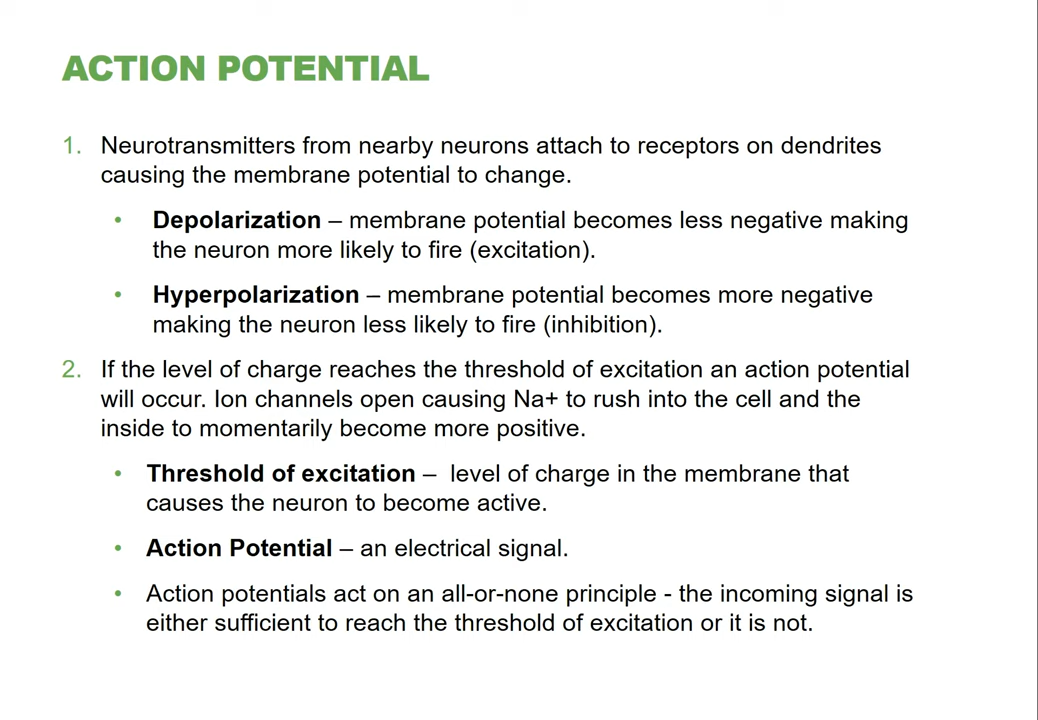 ACTION POTENTIAL
1. Neurotransmitters from nearby neurons attach to receptors on dendrites
causing the membrane potential to change.
• Depolarization – membrane potential becomes less negative making
the neuron more likely to fire (excitation).
• Hyperpolarization – membrane potential becomes more negative
making the neuron less likely to fire (inhibition).
2. If the level of charge reaches the threshold of excitation an action potential
will occur. Ion channels open causing Na+ to rush into the cell and the
inside to momentarily become more positive.
• Threshold of excitation –  level of charge in the membrane that
causes the neuron to become active.
• Action Potential – an electrical signal.
• Action potentials act on an all-or-none principle - the incoming signal is
either sufficient to reach the threshold of excitation or it is not.